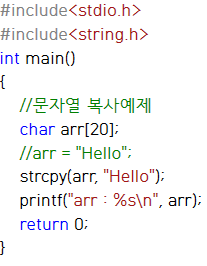 #include<stdio.h>
#include<string.h>
int main()
{
//문자열 복사예제
char arr[20];
//arr = "Hello";
strcpy(arr, "Hello");
printf("arr : %s\n", arr);
return 0;
}